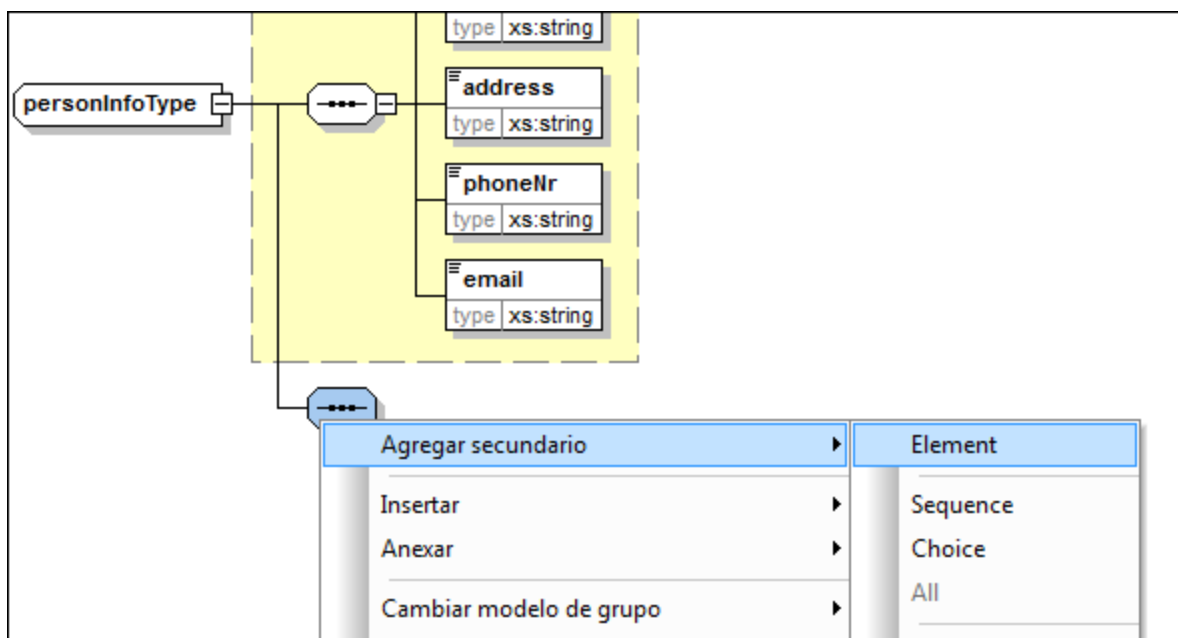 type xs:string
address
type xs:string
personInfoType
phoneNr
type xs:string
email
type xs:string
Agregar secundario
Element
Insertar
Sequence
Anexar
Choice
All
Cambiar modelo de grupo